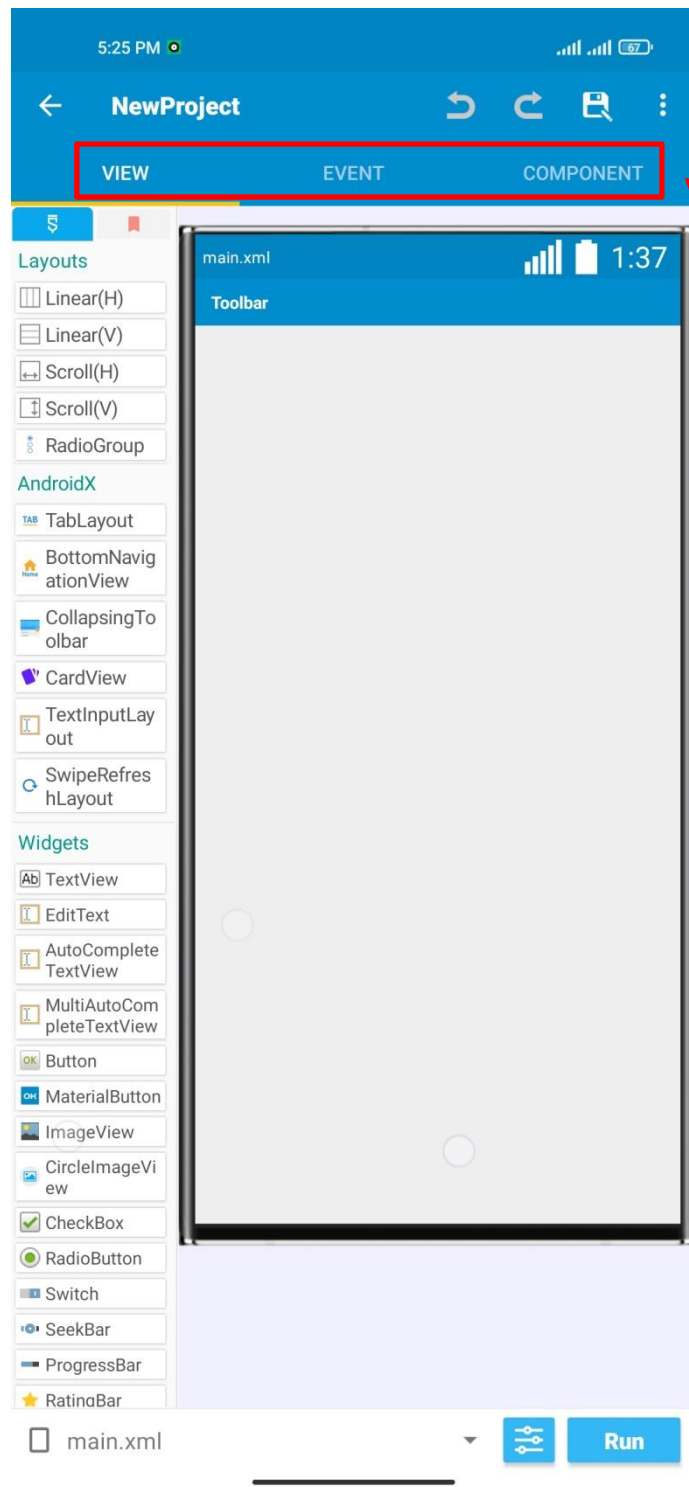 5:25 PM
67
NewProject
VIEW EVENT COMPONENT
Layouts
Linear(H)
Linear(V)
Scroll(H)
Scroll(V)
RadioGroup
AndroidX
TAB TabLayout
Home BottomNavig
ationView
CollapsingTo
olbar
CardView
TextInputLay
out
SwipeRefres
hLayout
Widgets
Ab TextView
EditText
AutoComplete
TextView
MultiAutoCom
pleteTextView
OK Button
OK MaterialButton
ImageView
CircleImageVi
ew
CheckBox
RadioButton
Switch
SeekBar
ProgressBar
RatingBar
main.xml 1:37
Toolbar
main.xml Run